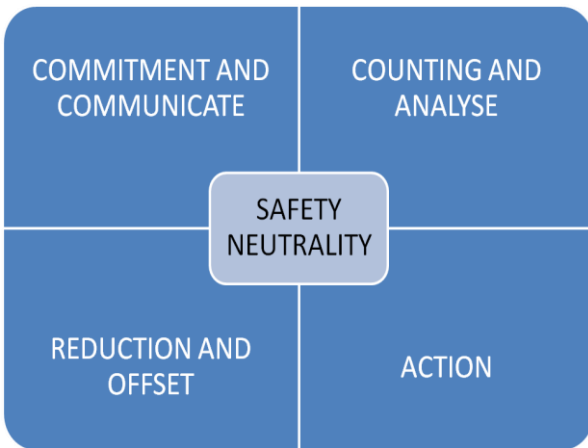 COMMITMENT AND
COMMUNICATE
COUNTING AND
ANALYSE
SAFETY
NEUTRALITY
REDUCTION AND
OFFSET
ACTION